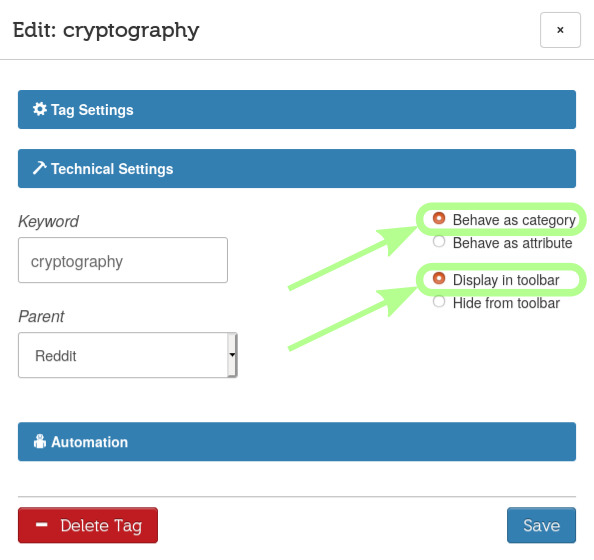 Edit: cryptography
×
Tag Settings
Technical Settings
Keyword
cryptography
Behave as category
Behave as attribute
Display in toolbar
Hide from toolbar
Parent
Reddit
Automation
Delete Tag
Save